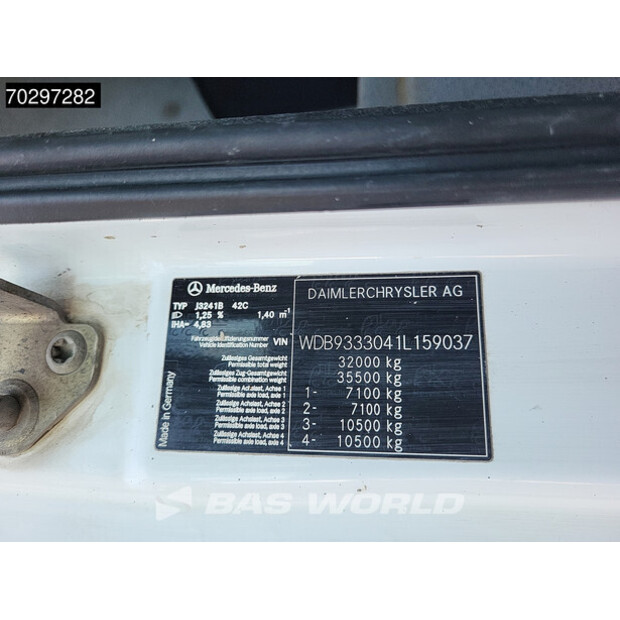 70297282
Mercedes-Benz
DAIMLERCHRYSLER AG
TYP J3241B 42C
1,25 % 1,40 m⁻¹
IHA- 4,83
Fahrzeugidentifizierungsnummer
Vehicle Identification Number VIN WDB9333041L159037
Zulässiges Gesamtgewicht
Permissible total weight 32000 kg
Zulässiges Zug-Gesamtgewicht
Permissible combination weight 35500 kg
Zulässige Achslast, Achse 1
Permissible axle load, axle 1 1- 7100 kg
Zulässige Achslast, Achse 2
Permissible axle load, axle 2 2- 7100 kg
Zulässige Achslast, Achse 3
Permissible axle load, axle 3 3- 10500 kg
Zulässige Achslast, Achse 4
Permissible axle load, axle 4 4- 10500 kg
Made in Germany
BAS WORLD